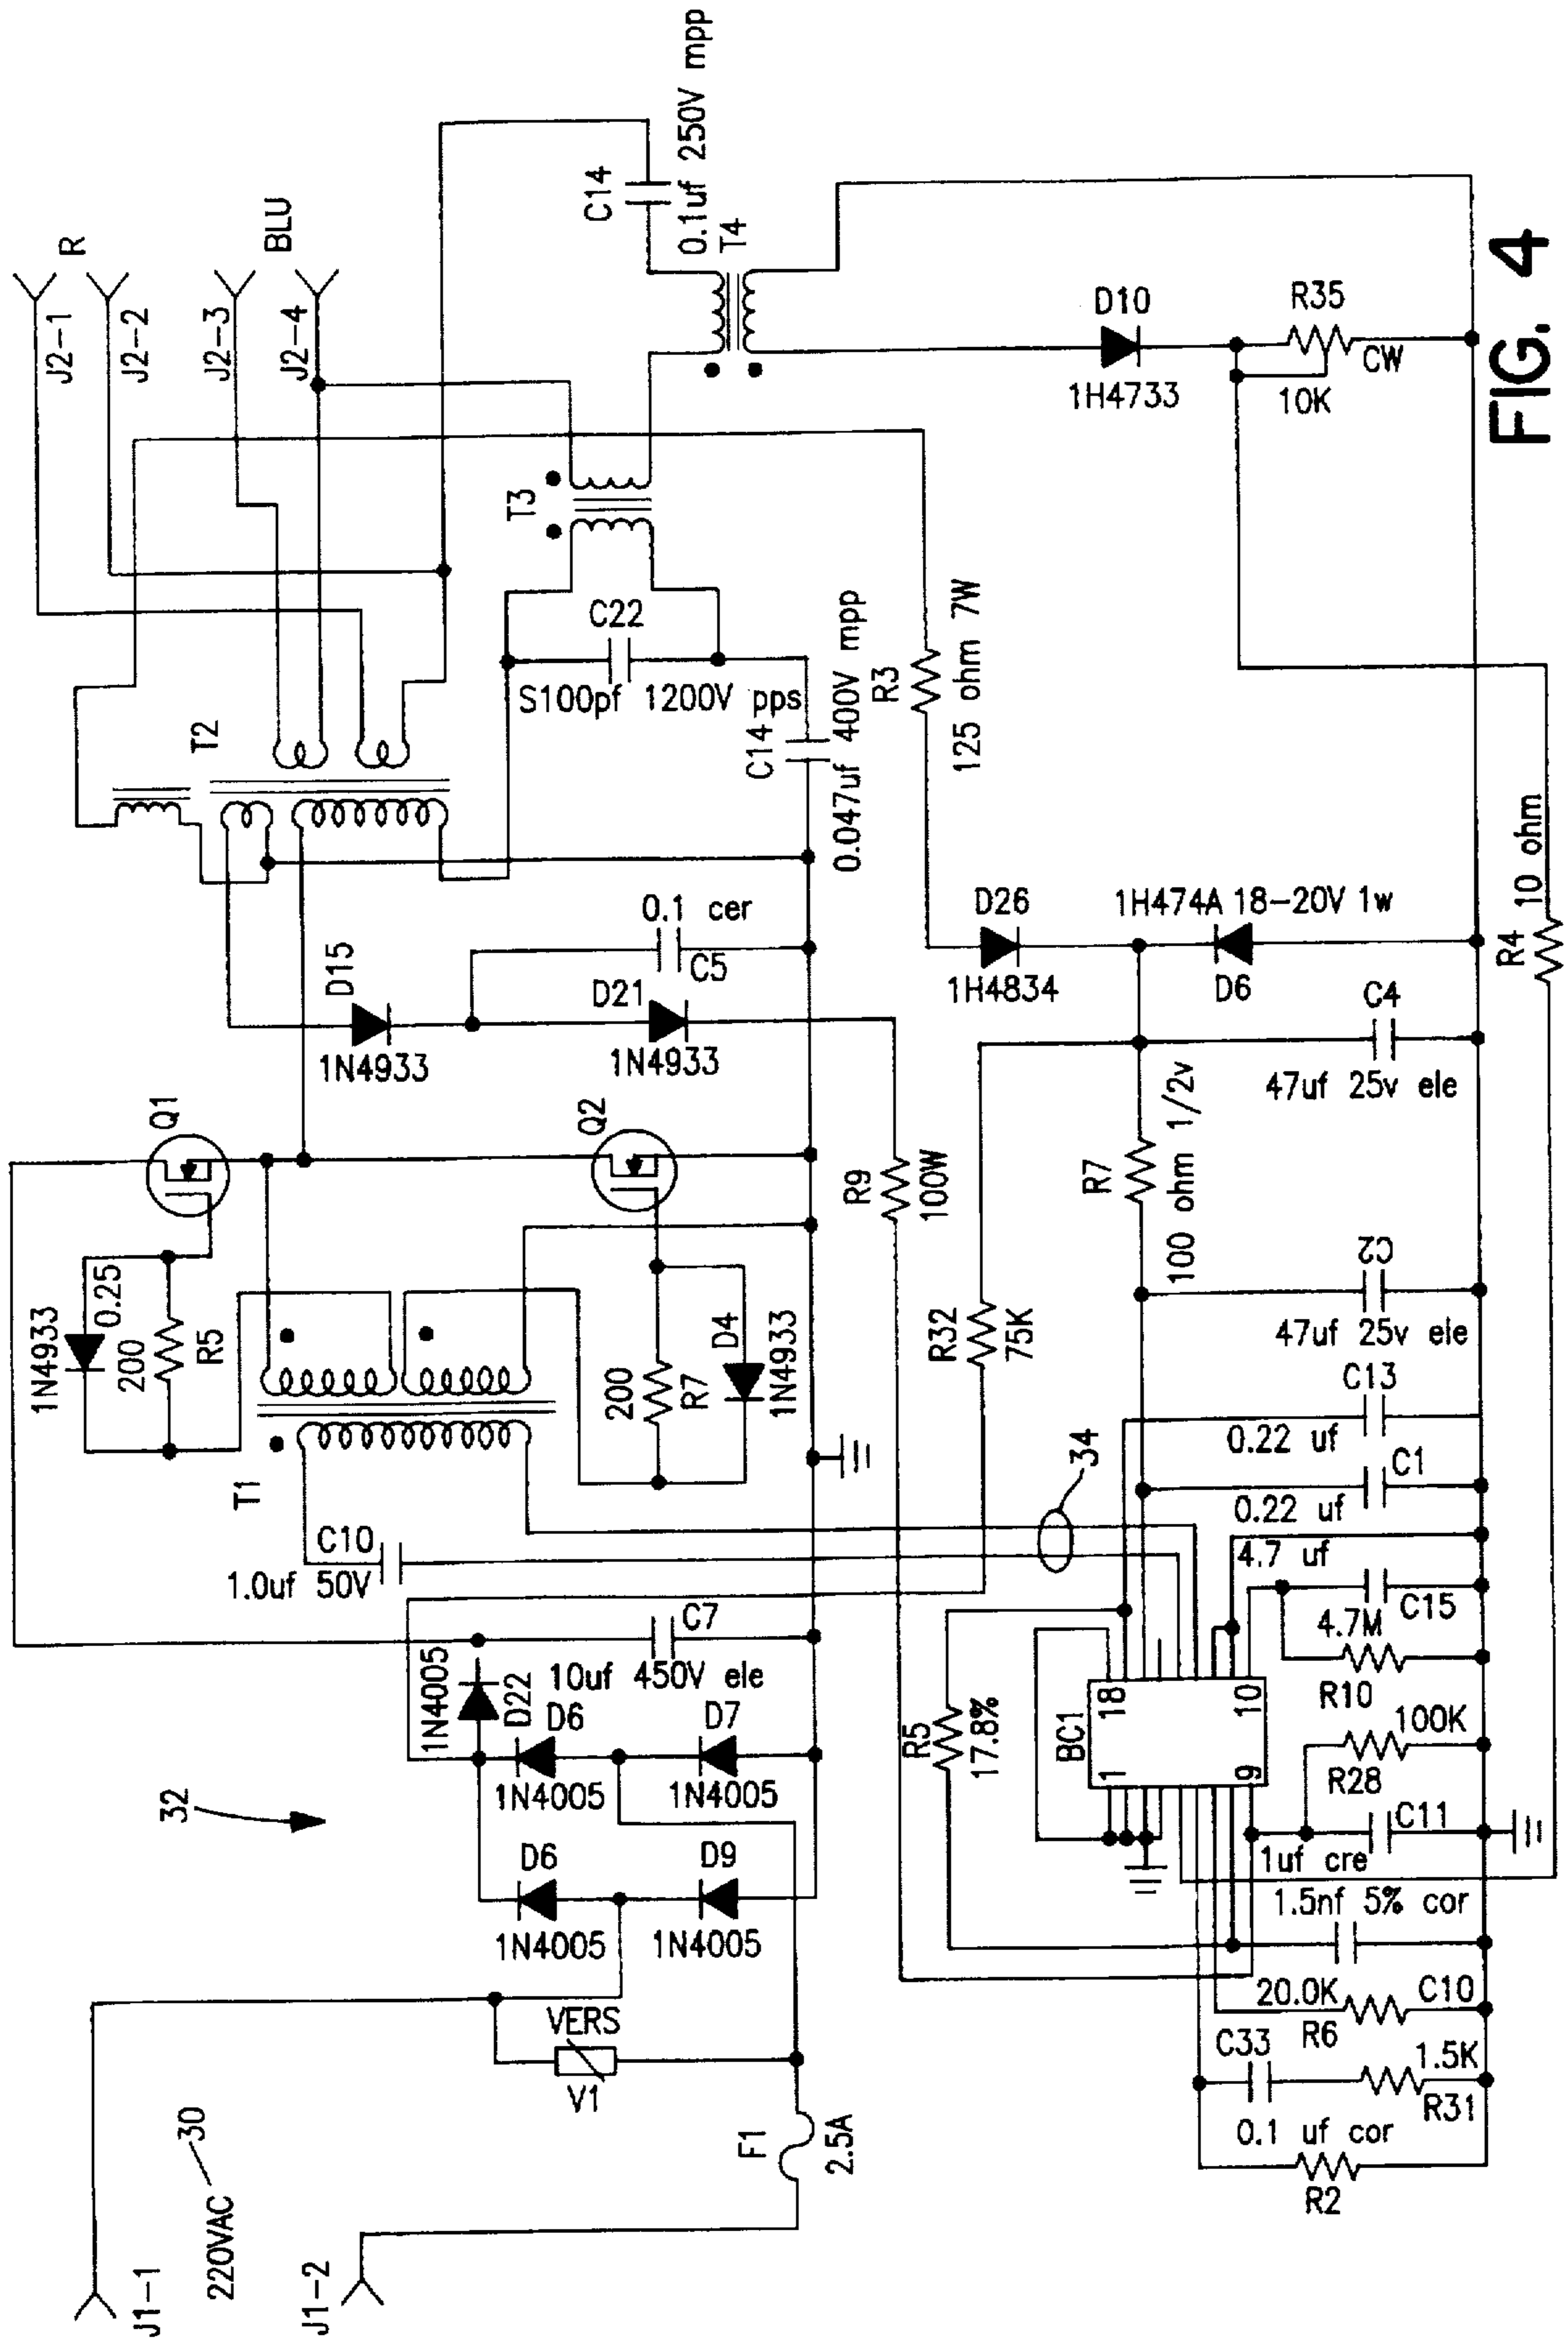 J1-1
220VAC
30
J1-2
F1
2.5A
VERS
V1
32
D6
1N4005
D9
1N4005
D6
1N4005
D7
1N4005
D22
1N4005
C7
10uf 450V ele
C10
1.0uf 50V
T1
1N4933
0.25
200
R5
Q1
200
R7
D4
1N4933
Q2
D15
1N4933
D21
1N4933
0.1 cer
C5
T2
C22
S100pf 1200V pps
C14
0.047uf 400V mpp
T3
J2-1
R
J2-2
J2-3
BLU
J2-4
C14
0.1uf 250V mpp
T4
D10
1H4733
R35
10K
CW
R3
125 ohm 7W
D26
1H4834
1H474A 18-20V 1w
D6
C4
47uf 25v ele
R4
10 ohm
R9
100W
R7
100 ohm 1/2v
R32
75K
C2
47uf 25v ele
C13
0.22 uf
C1
0.22 uf
34
4.7 uf
C15
4.7M
R10
R5
17.8%
BC1
18
10
1
9
100K
R28
C11
1uf cre
1.5nf 5% cor
C10
20.0K
R6
C33
0.1 uf cor
1.5K
R31
R2
FIG. 4